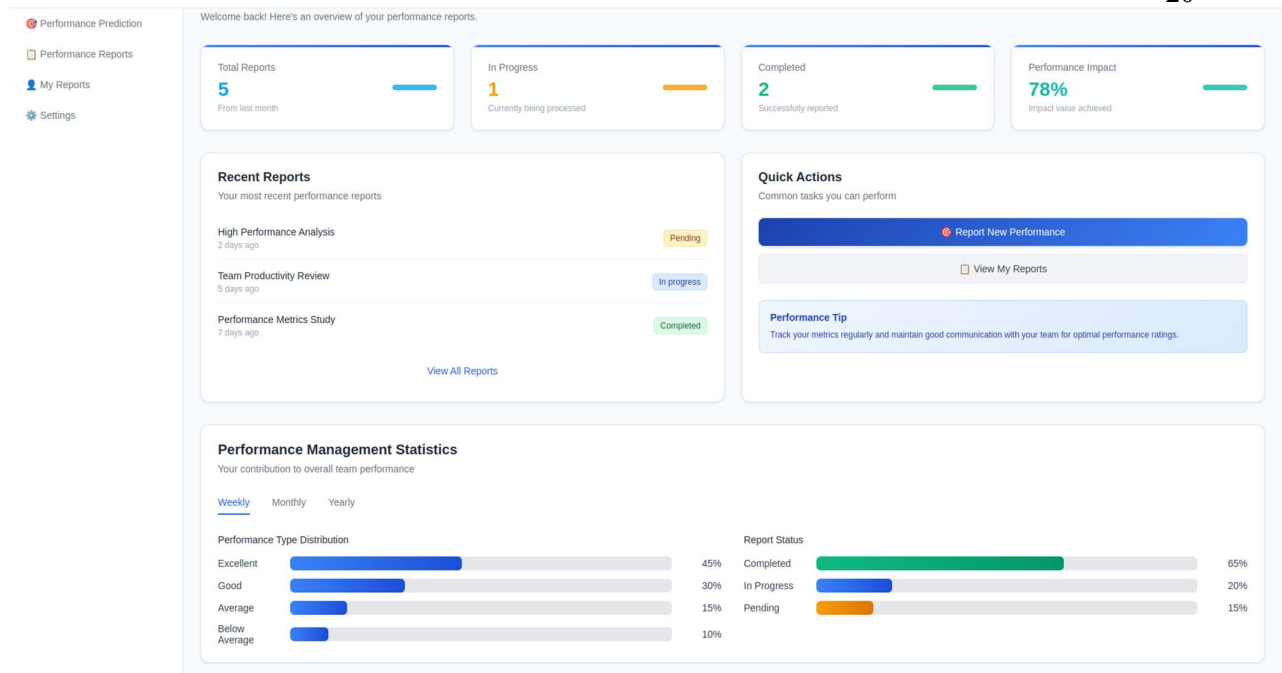 20
🎯 Performance Prediction
📋 Performance Reports
👤 My Reports
⚙️ Settings
Welcome back! Here's an overview of your performance reports.
Total Reports
5
From last month
In Progress
1
Currently being processed
Completed
2
Successfully reported
Performance Impact
78%
Impact value achieved
Recent Reports
Your most recent performance reports
High Performance Analysis
2 days ago
Pending
Team Productivity Review
5 days ago
In progress
Performance Metrics Study
7 days ago
Completed
View All Reports
Quick Actions
Common tasks you can perform
🎯 Report New Performance
📋 View My Reports
Performance Tip
Track your metrics regularly and maintain good communication with your team for optimal performance ratings.
Performance Management Statistics
Your contribution to overall team performance
Weekly Monthly Yearly
Performance Type Distribution
Excellent 45%
Good 30%
Average 15%
Below
Average 10%
Report Status
Completed 65%
In Progress 20%
Pending 15%